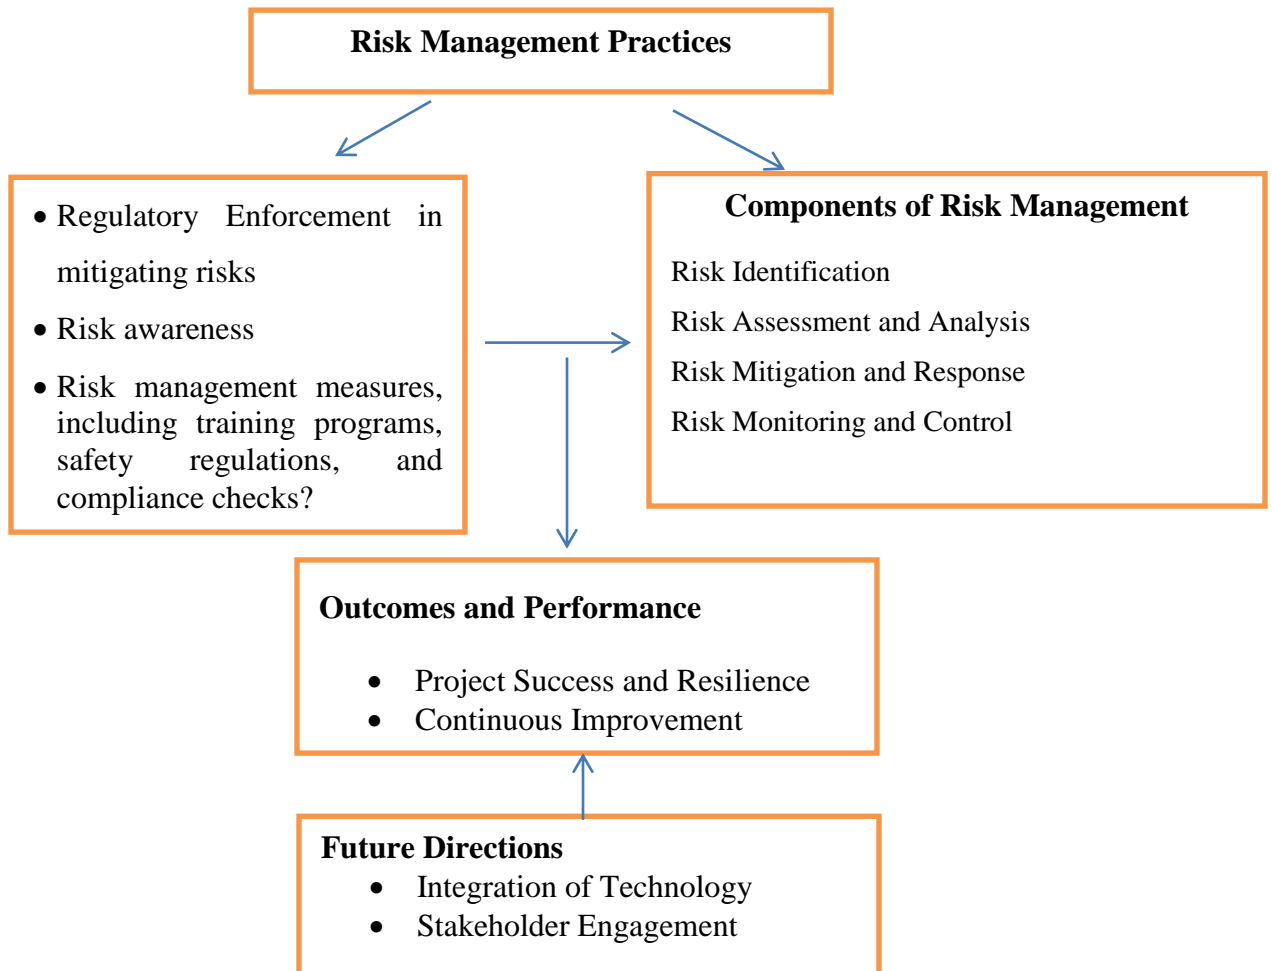 Risk Management Practices
• Regulatory Enforcement in
mitigating risks
• Risk awareness
• Risk management measures,
including training programs,
safety regulations, and
compliance checks?
Components of Risk Management
Risk Identification
Risk Assessment and Analysis
Risk Mitigation and Response
Risk Monitoring and Control
Outcomes and Performance
• Project Success and Resilience
• Continuous Improvement
Future Directions
• Integration of Technology
• Stakeholder Engagement